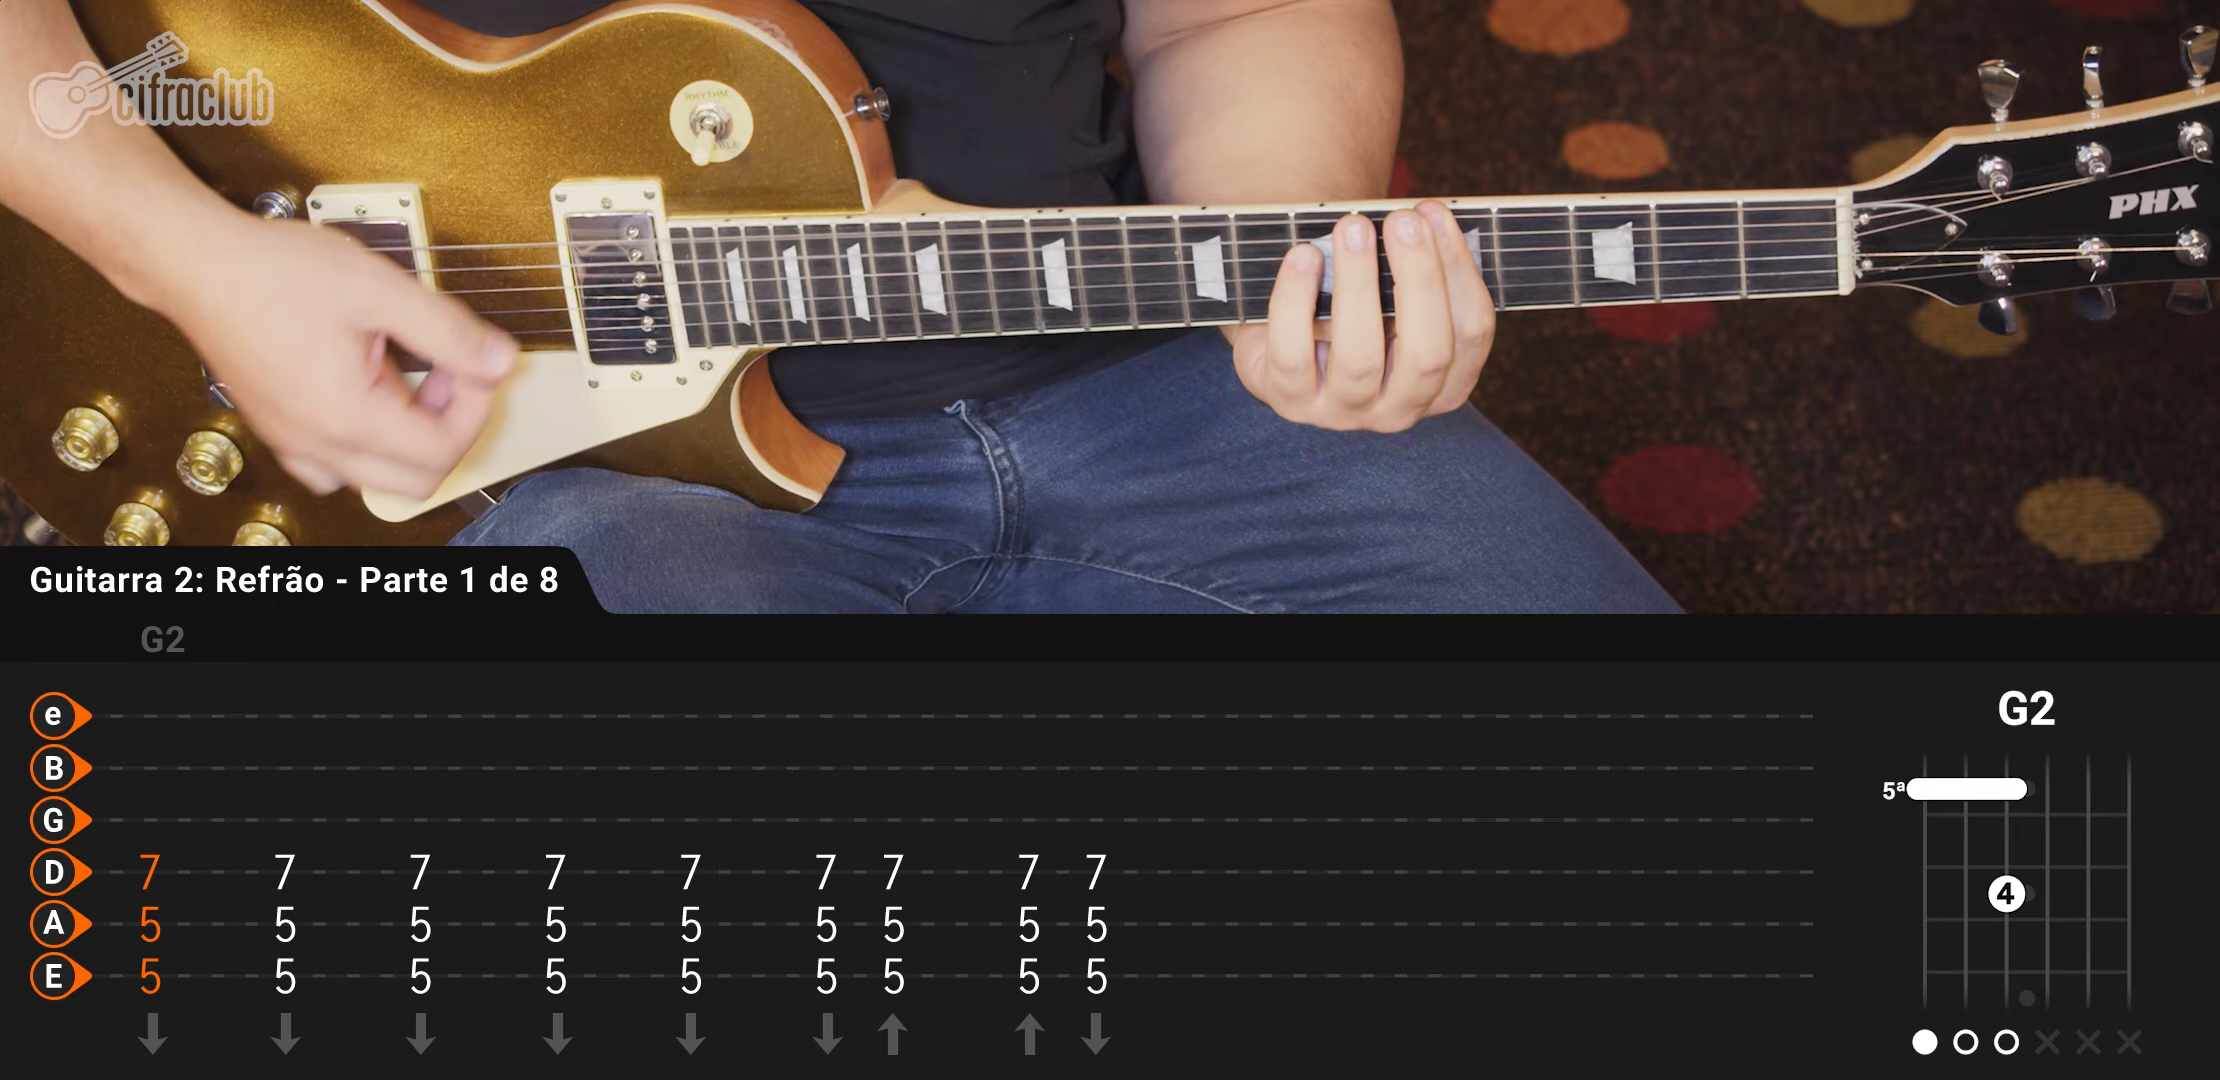 cifraclub
RHYTHM
PHX
Guitarra 2: Refrão - Parte 1 de 8
G2
G2
e
B
G
D 7 7 7 7 7 7 7 7 7
A 5 5 5 5 5 5 5 5 5
E 5 5 5 5 5 5 5 5 5
5ª
4